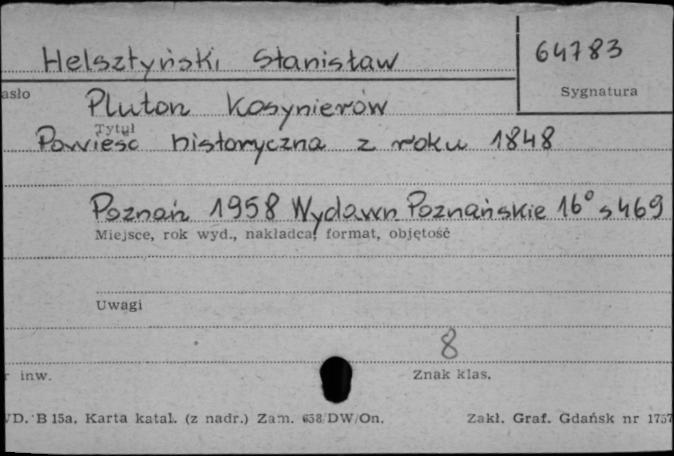 Helsztyński Stanisław
64783
asło
Sygnatura
Pluton Kosynierów
Tytuł
Powieść historyczna z roku 1848
Poznań 1958 Wydawn Poznańskie 16° s 469
Miejsce, rok wyd., nakładca, format, objętość
Uwagi
8
r inw.
Znak klas.
VD. B 15a. Karta katal. (z nadr.) Zam. 658/DW/On.
Zakł. Graf. Gdańsk nr 1757